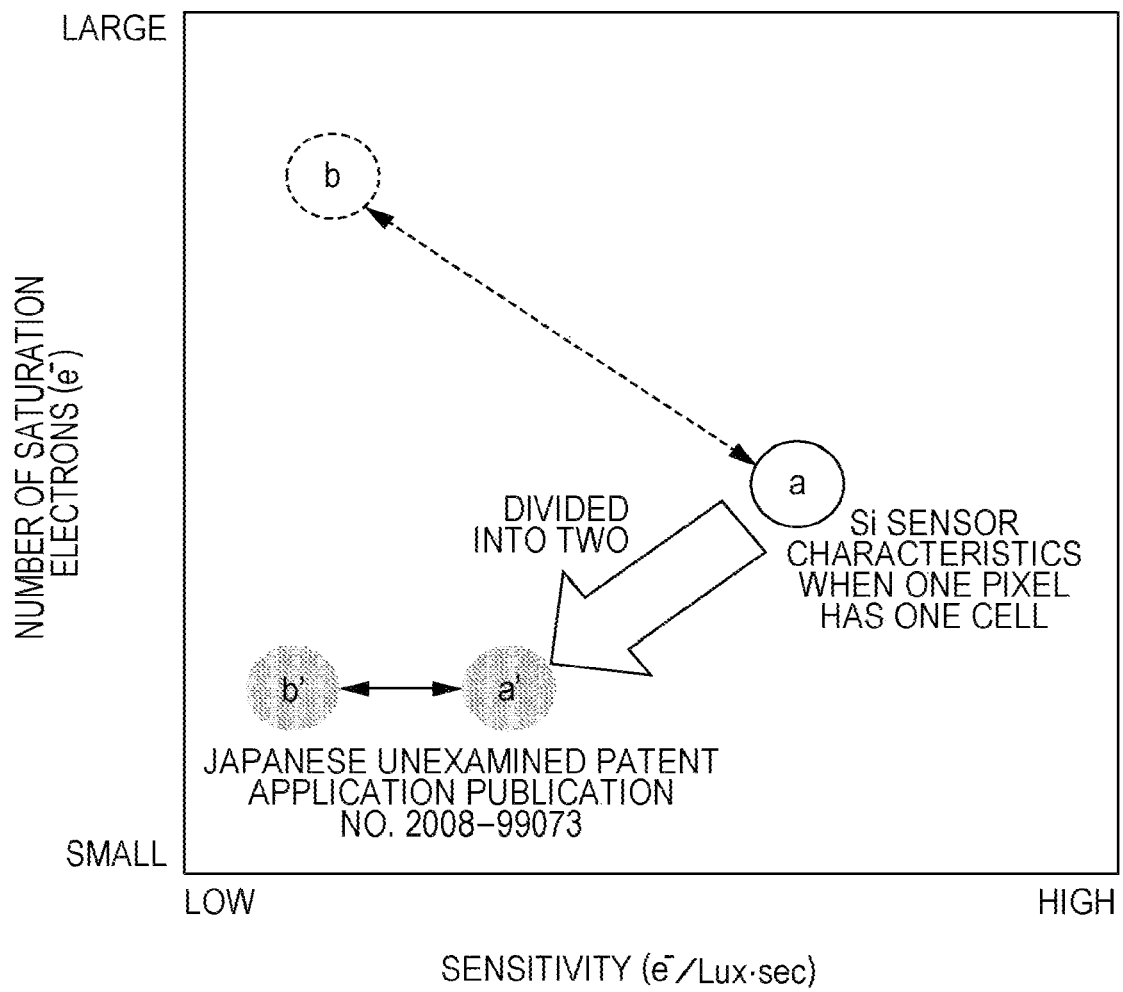 LARGE
b
NUMBER OF SATURATION
ELECTRONS (e⁻)
a
DIVIDED
INTO TWO
Si SENSOR
CHARACTERISTICS
WHEN ONE PIXEL
HAS ONE CELL
b'
a'
JAPANESE UNEXAMINED PATENT
APPLICATION PUBLICATION
NO. 2008–99073
SMALL
LOW
HIGH
SENSITIVITY (e⁻/Lux·sec)